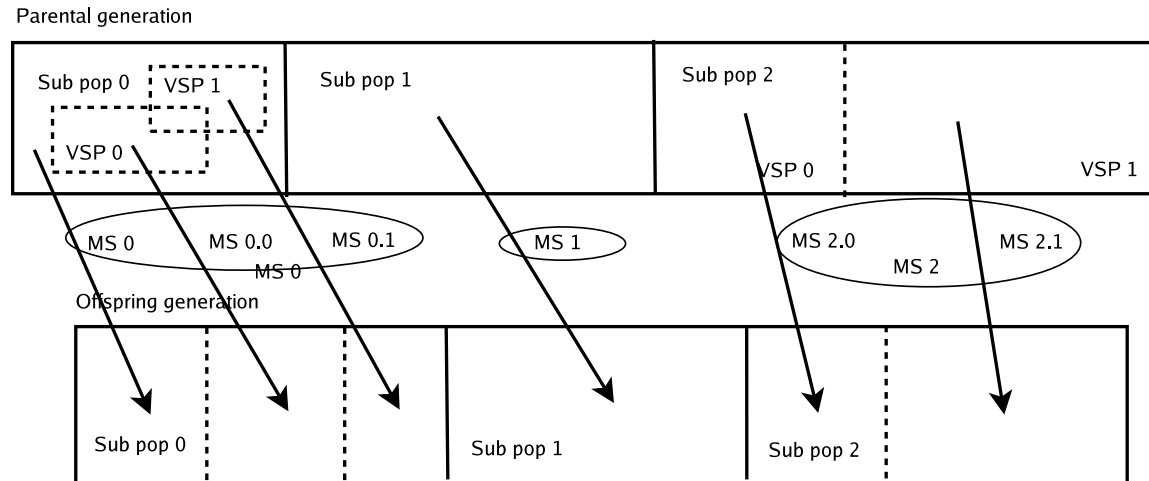 Parental generation
Sub pop 0
VSP 1
VSP 0
Sub pop 1
Sub pop 2
VSP 0
VSP 1
MS 0
MS 0.0
MS 0.1
MS 0
MS 1
MS 2.0
MS 2.1
MS 2
Offspring generation
Sub pop 0
Sub pop 1
Sub pop 2